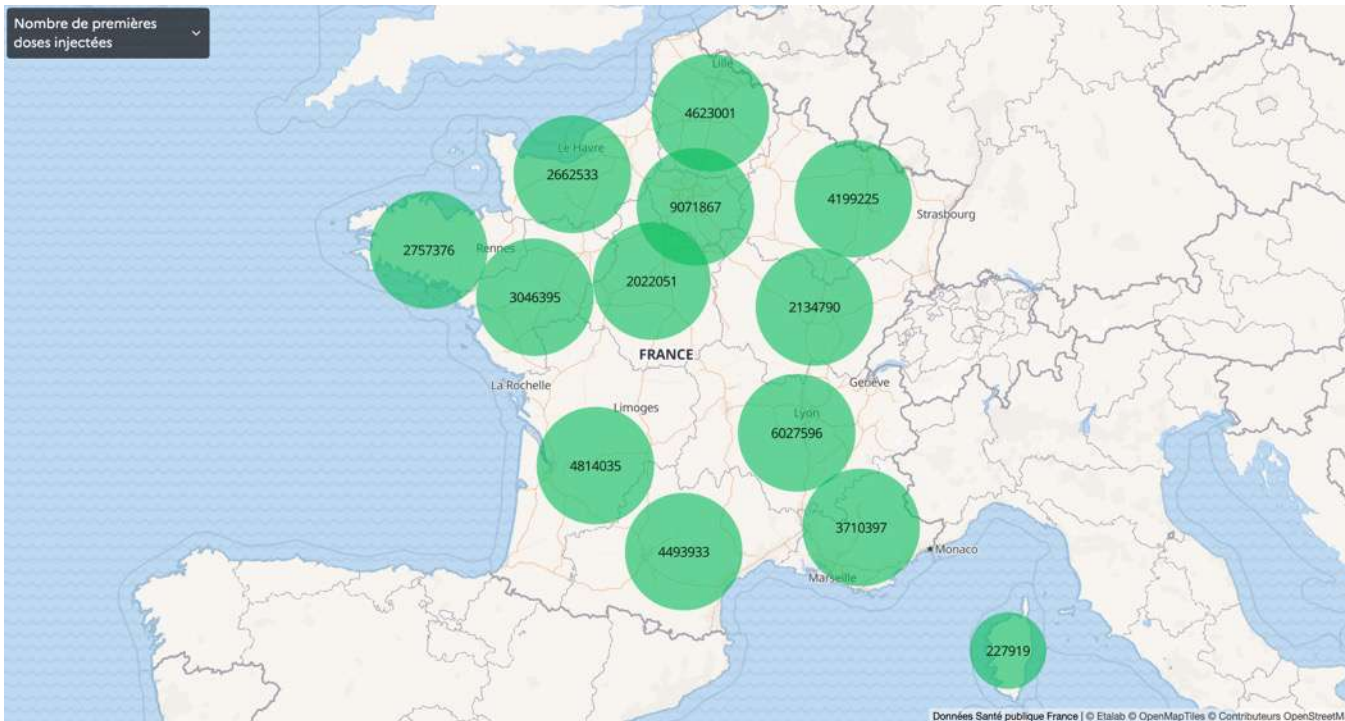 Nombre de premières
doses injectées
Lille
4623001
Le Havre
2662533
9071867
4199225
Strasbourg
Rennes
2757376
3046395
2022051
2134790
FRANCE
La Rochelle
Genève
Limoges
Lyon
6027596
4814035
3710397
4493933
Monaco
Marseille
227919
Données Santé publique France | © Etalab © OpenMapTiles © Contributeurs OpenStreetM